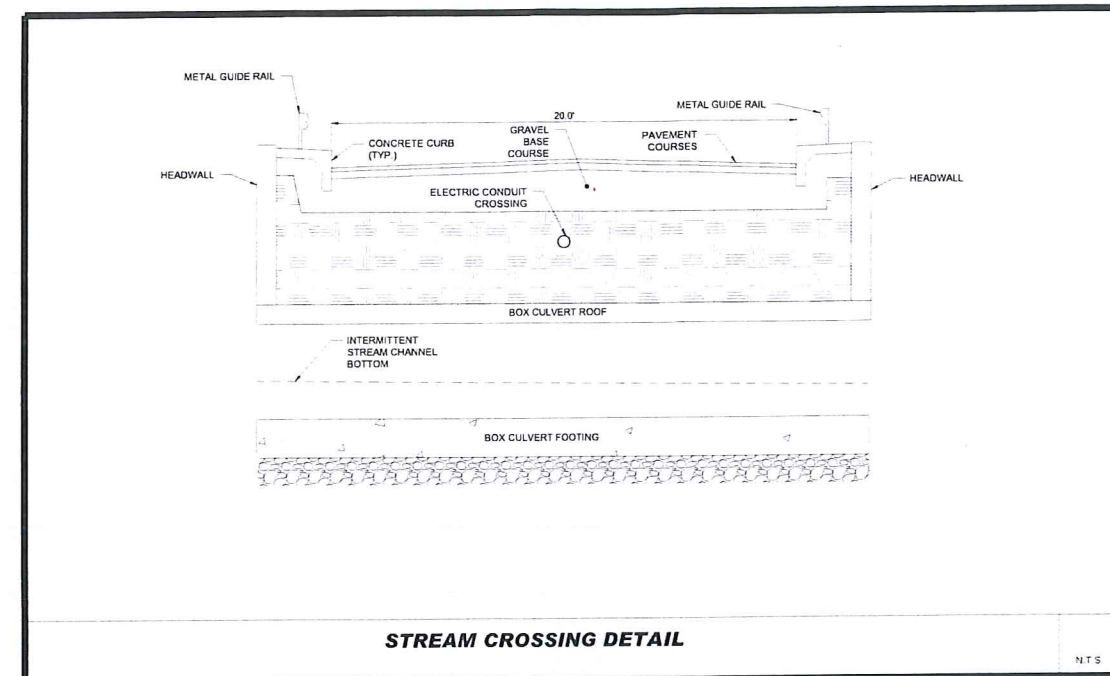 METAL GUIDE RAIL
METAL GUIDE RAIL
20.0'
GRAVEL
BASE
COURSE
PAVEMENT
COURSES
CONCRETE CURB
(TYP.)
HEADWALL
HEADWALL
ELECTRIC CONDUIT
CROSSING
BOX CULVERT ROOF
INTERMITTENT
STREAM CHANNEL
BOTTOM
BOX CULVERT FOOTING
STREAM CROSSING DETAIL
N.T S